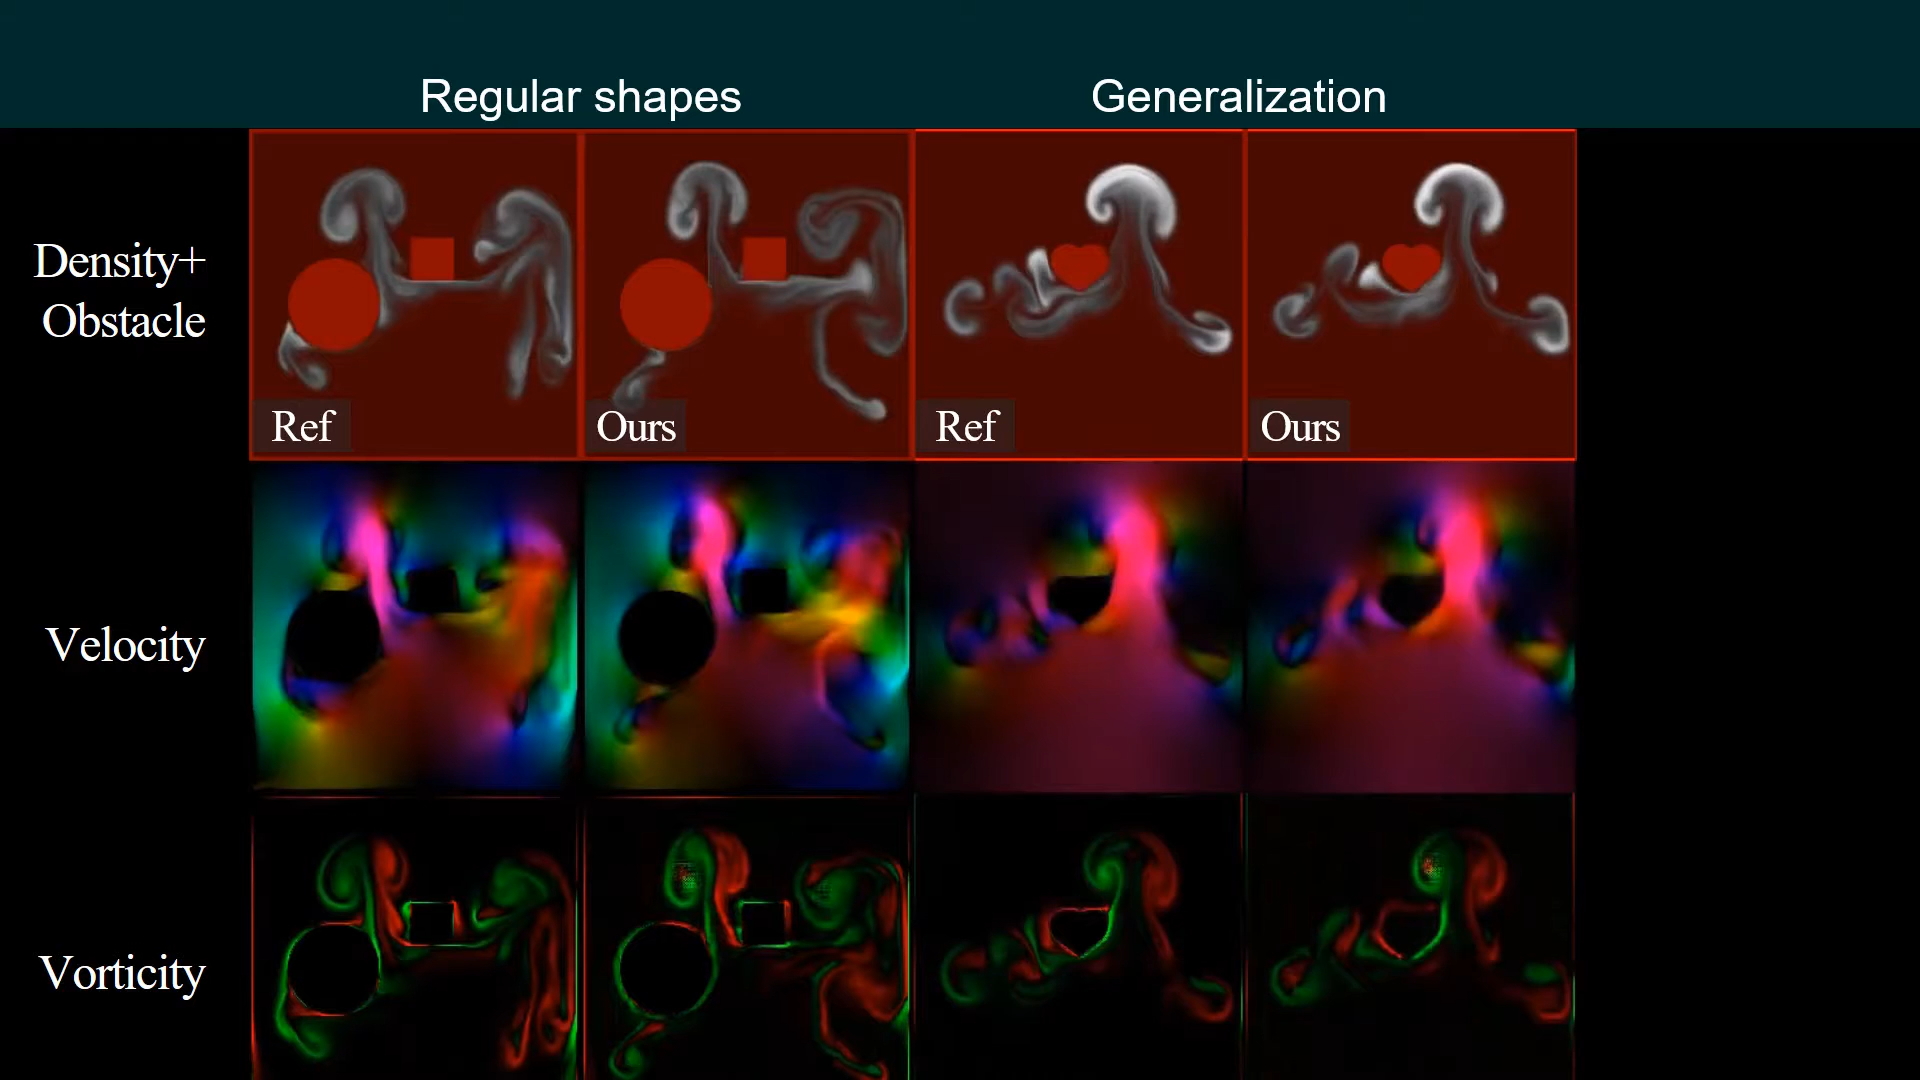 Regular shapes
Generalization
Density+
Obstacle
Ref
Ours
Ref
Ours
Velocity
Vorticity